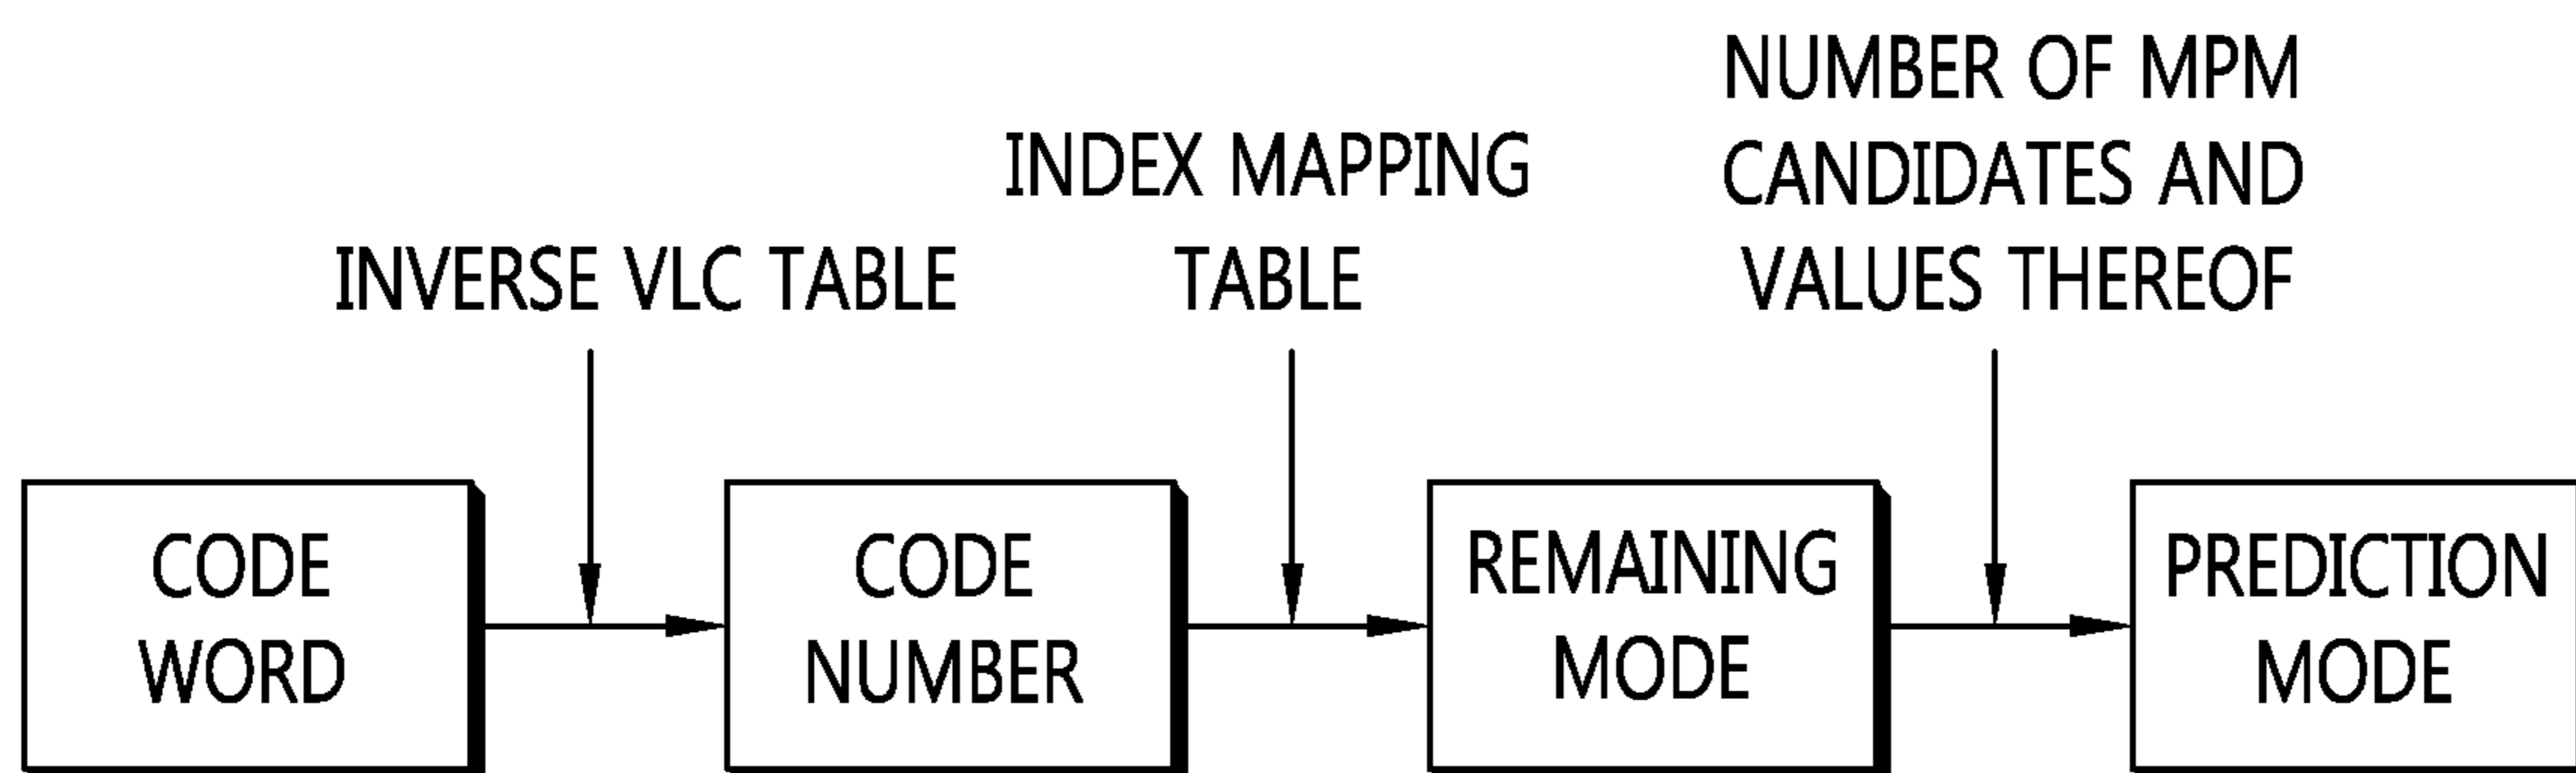 NUMBER OF MPM
CANDIDATES AND
VALUES THEREOF
INDEX MAPPING
TABLE
INVERSE VLC TABLE
CODE
WORD
CODE
NUMBER
REMAINING
MODE
PREDICTION
MODE